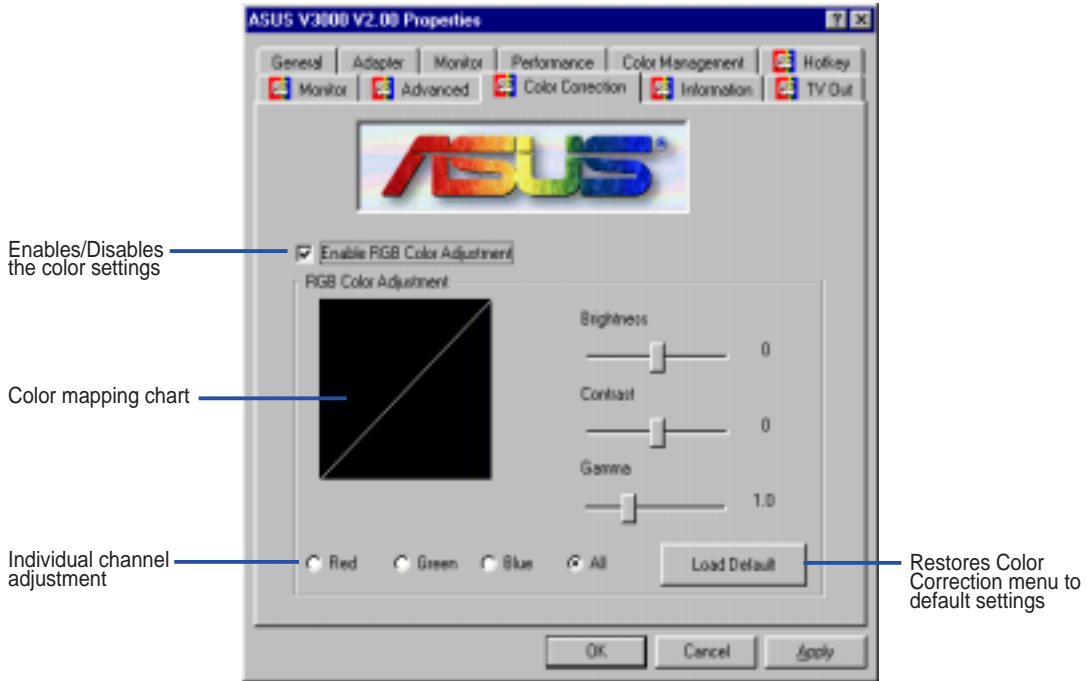 ASUS V3000 V2.00 Properties
General Adapter Monitor Performance Color Management Hotkey
Monitor Advanced Color Correction Information TV Out
ASUS®
Enables/Disables
the color settings
Enable RGB Color Adjustment
RGB Color Adjustment
Brightness
0
Color mapping chart
Contrast
0
Gamma
1.0
Individual channel
adjustment
Red Green Blue All
Load Default
Restores Color
Correction menu to
default settings
OK Cancel Apply